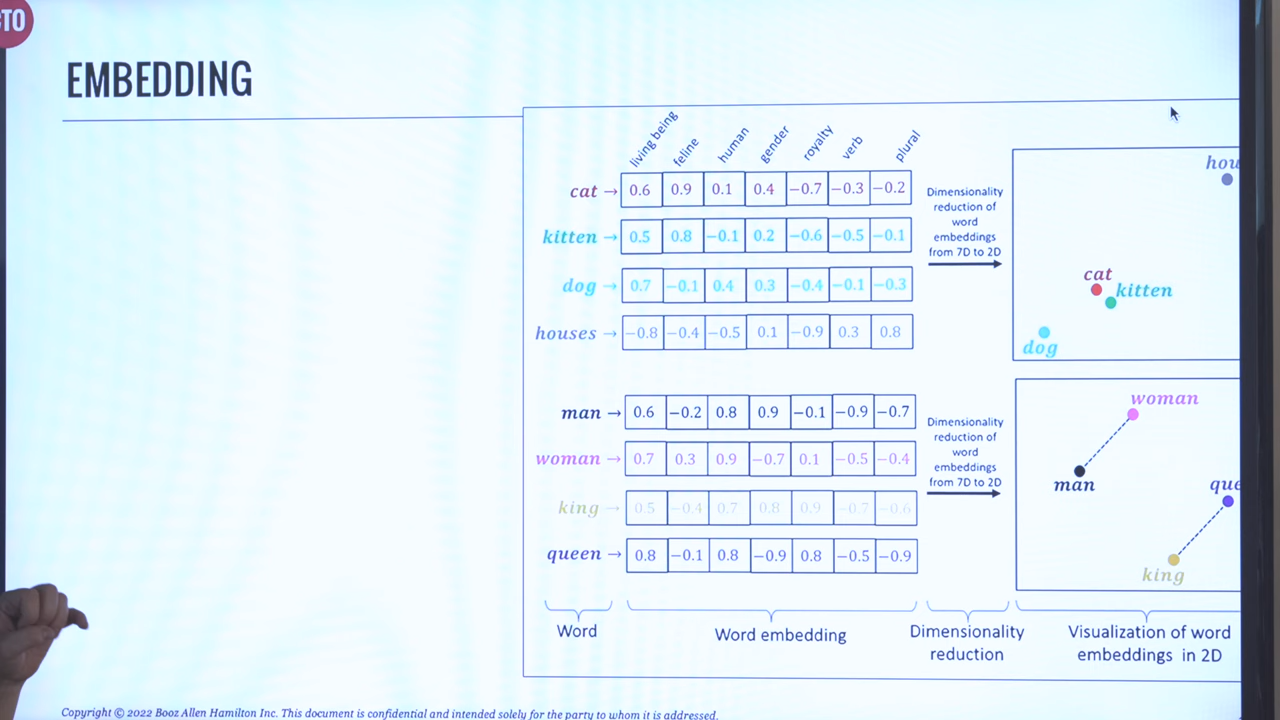 CTO
EMBEDDING
living being feline human gender royalty verb plural
cat → 0.6 0.9 0.1 0.4 −0.7 −0.3 −0.2
kitten → 0.5 0.8 −0.1 0.2 −0.6 −0.5 −0.1
dog → 0.7 −0.1 0.4 0.3 −0.4 −0.1 −0.3
houses → −0.8 −0.4 −0.5 0.1 −0.9 0.3 0.8
Dimensionality
reduction of
word
embeddings
from 7D to 2D
hou
cat
kitten
dog
man → 0.6 −0.2 0.8 0.9 −0.1 −0.9 −0.7
woman → 0.7 0.3 0.9 −0.7 0.1 −0.5 −0.4
king → 0.5 −0.4 0.7 0.8 0.9 −0.7 −0.6
queen → 0.8 −0.1 0.8 −0.9 0.8 −0.5 −0.9
Dimensionality
reduction of
word
embeddings
from 7D to 2D
woman
man
que
king
Word
Word embedding
Dimensionality
reduction
Visualization of word
embeddings in 2D
Copyright © 2022 Booz Allen Hamilton Inc. This document is confidential and intended solely for the party to whom it is addressed.